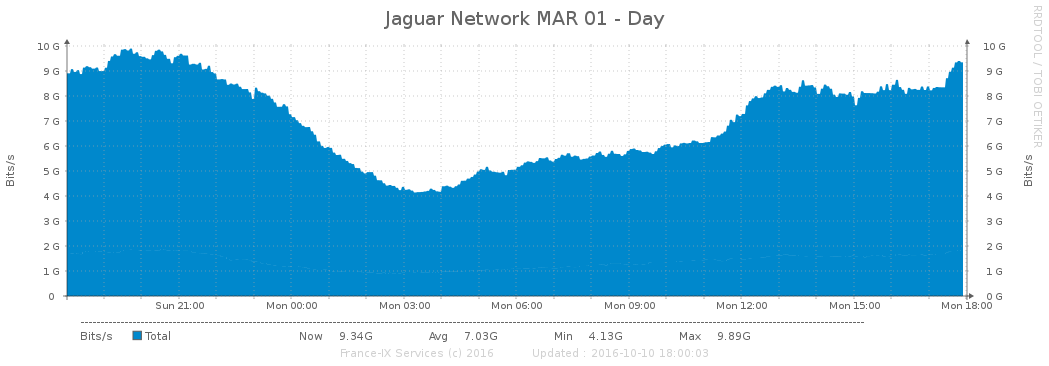 Jaguar Network MAR 01 - Day
RRDTOOL / TOBI OETIKER
Bits/s
10 G
9 G
8 G
7 G
6 G
5 G
4 G
3 G
2 G
1 G
0
10 G
9 G
8 G
7 G
6 G
5 G
4 G
3 G
2 G
1 G
0 G
Bits/s
Sun 21:00 Mon 00:00 Mon 03:00 Mon 06:00 Mon 09:00 Mon 12:00 Mon 15:00 Mon 18:00
Bits/s Total Now 9.34G Avg 7.03G Min 4.13G Max 9.89G
France-IX Services (c) 2016 Updated : 2016-10-10 18:00:03